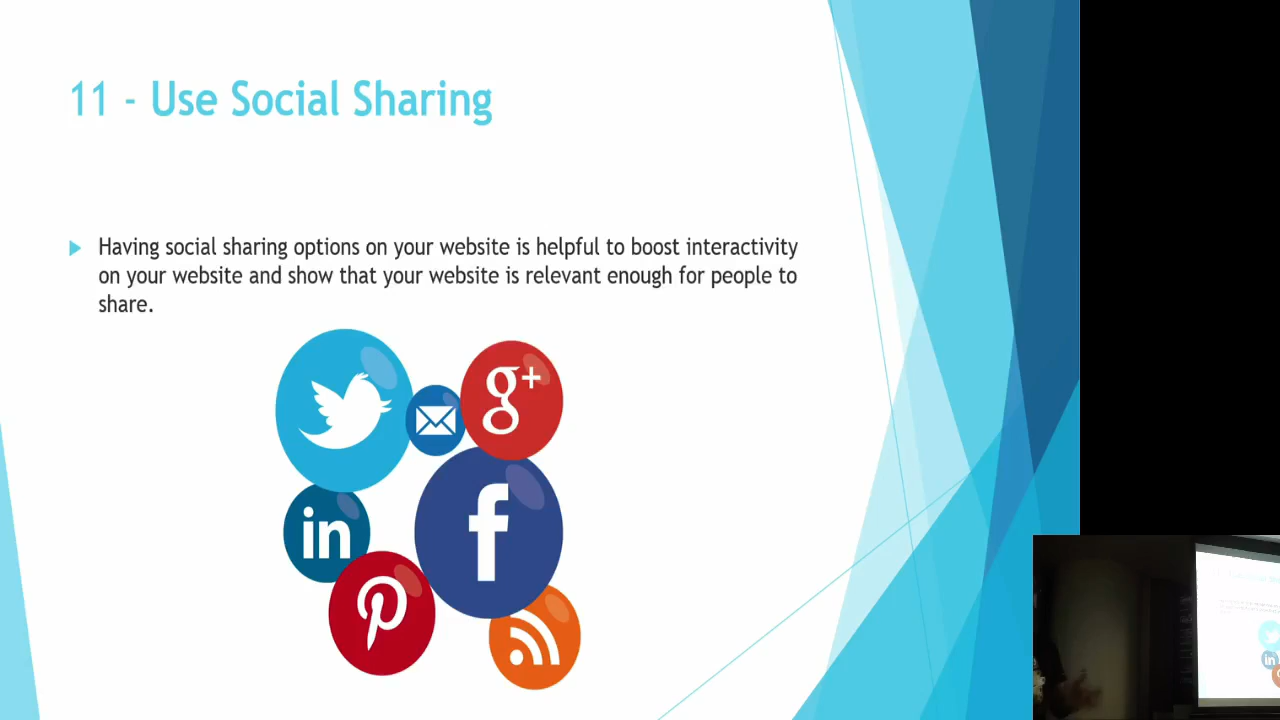 11 - Use Social Sharing
Having social sharing options on your website is helpful to boost interactivity
on your website and show that your website is relevant enough for people to
share.
g+
in
f